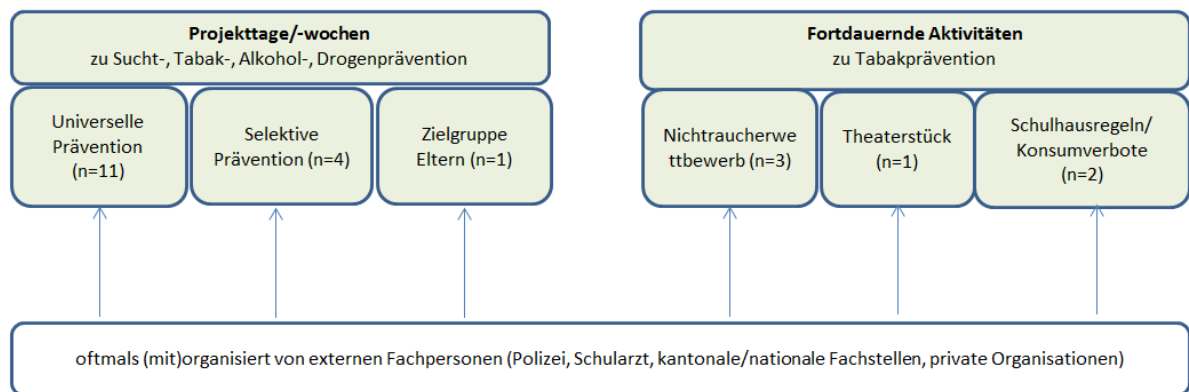 Projekttage/-wochen
zu Sucht-, Tabak-, Alkohol-, Drogenprävention
Universelle
Prävention
(n=11)
Selektive
Prävention (n=4)
Zielgruppe
Eltern (n=1)
Fortdauernde Aktivitäten
zu Tabakprävention
Nichtraucherwe
ttbewerb (n=3)
Theaterstück
(n=1)
Schulhausregeln/
Konsumverbote
(n=2)
oftmals (mit)organisiert von externen Fachpersonen (Polizei, Schularzt, kantonale/nationale Fachstellen, private Organisationen)